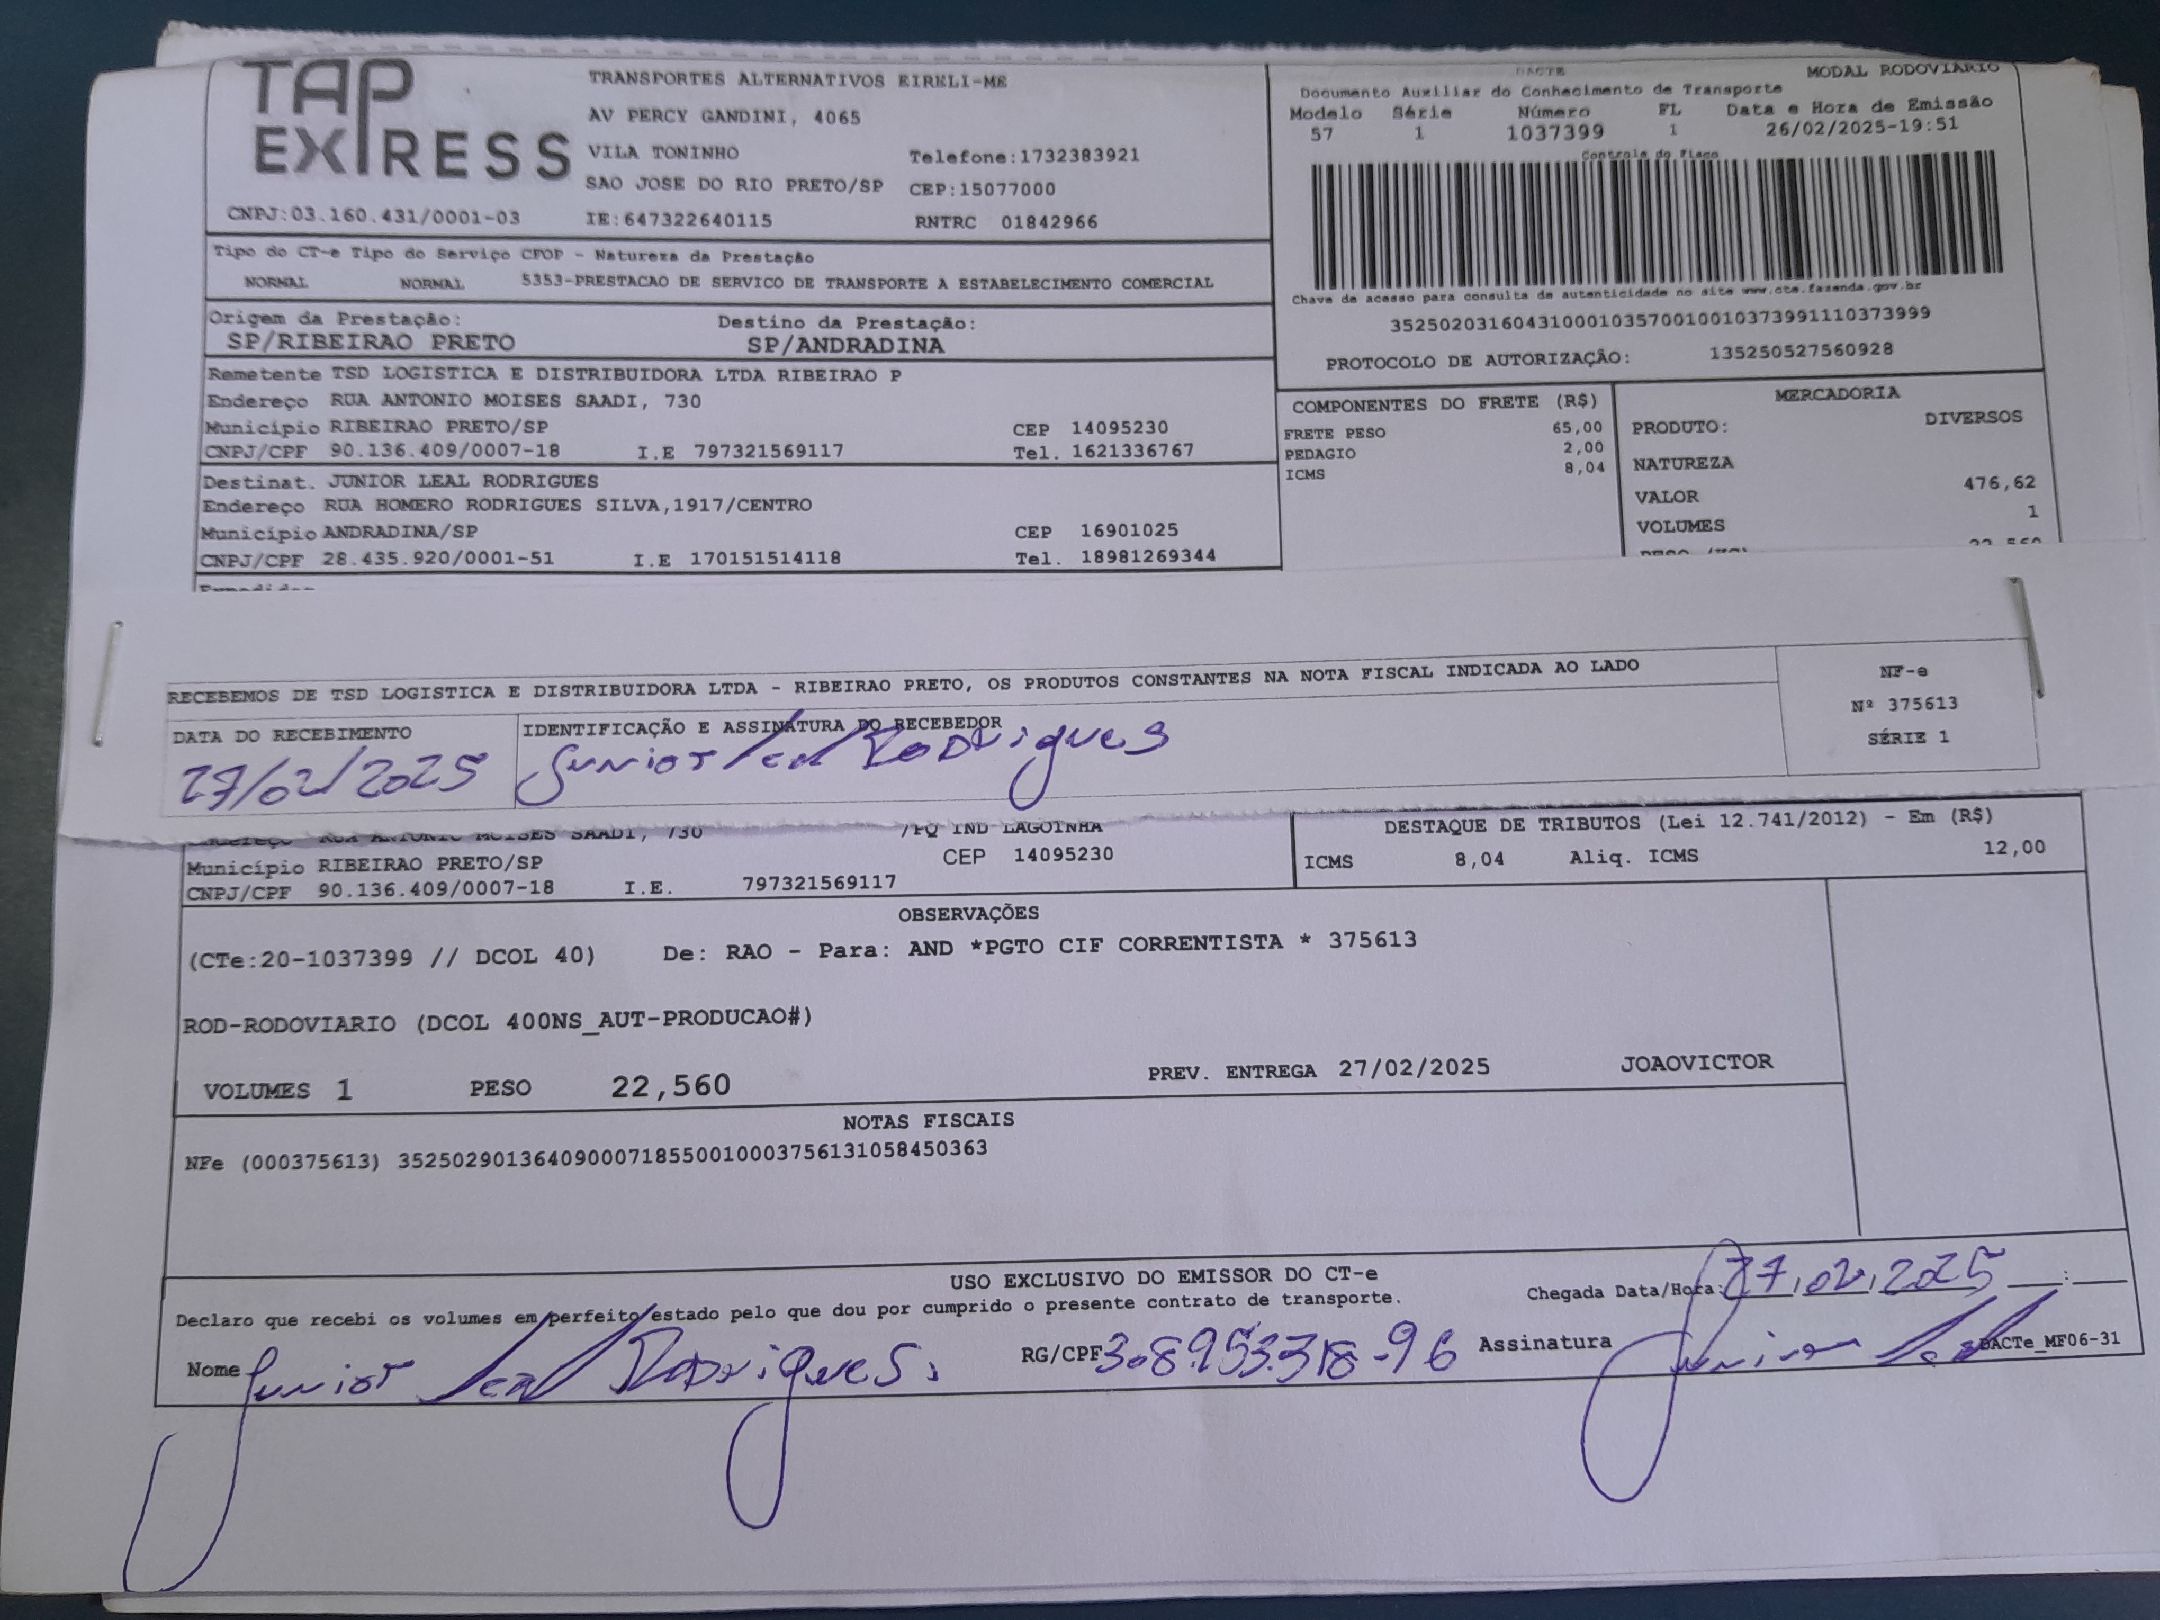 TAP EXPRESS
TRANSPORTES ALTERNATIVOS EIRELI-ME
AV PERCY GANDINI, 4065
VILA TONINHO Telefone:1732383921
SAO JOSE DO RIO PRETO/SP CEP:15077000
CNPJ:03.160.431/0001-03 IE:647322640115 RNTRC 01842966
DACTE MODAL RODOVIÁRIO
Documento Auxiliar do Conhecimento de Transporte
Modelo Série Número FL Data e Hora de Emissão
57 1 1037399 1 26/02/2025-19:51
Controle do Fisco
Chave de acesso para consulta de autenticidade no site www.cte.fazenda.gov.br
35250203160431000103570010010373991110373999
PROTOCOLO DE AUTORIZAÇÃO: 135250527560928
Tipo do CT-e Tipo do Serviço CFOP - Natureza da Prestação
NORMAL NORMAL 5353-PRESTACAO DE SERVICO DE TRANSPORTE A ESTABELECIMENTO COMERCIAL
Origem da Prestação: Destino da Prestação:
SP/RIBEIRAO PRETO SP/ANDRADINA
Remetente TSD LOGISTICA E DISTRIBUIDORA LTDA RIBEIRAO P
Endereço RUA ANTONIO MOISES SAADI, 730
Município RIBEIRAO PRETO/SP CEP 14095230
CNPJ/CPF 90.136.409/0007-18 I.E 797321569117 Tel. 1621336767
Destinat. JUNIOR LEAL RODRIGUES
Endereço RUA HOMERO RODRIGUES SILVA,1917/CENTRO
Município ANDRADINA/SP CEP 16901025
CNPJ/CPF 28.435.920/0001-51 I.E 170151514118 Tel. 18981269344
COMPONENTES DO FRETE (R$)
FRETE PESO 65,00
PEDAGIO 2,00
ICMS 8,04
MERCADORIA
PRODUTO: DIVERSOS
NATUREZA
VALOR 476,62
VOLUMES 1
RECEBEMOS DE TSD LOGISTICA E DISTRIBUIDORA LTDA - RIBEIRAO PRETO, OS PRODUTOS CONSTANTES NA NOTA FISCAL INDICADA AO LADO
NF-e
Nº 375613
SÉRIE 1
DATA DO RECEBIMENTO IDENTIFICAÇÃO E ASSINATURA DO RECEBEDOR
27/02/2025 Junior Leal Rodrigues
Endereço RUA ANTONIO MOISES SAADI, 730 /PQ IND LAGOINHA
Município RIBEIRAO PRETO/SP CEP 14095230
CNPJ/CPF 90.136.409/0007-18 I.E. 797321569117
DESTAQUE DE TRIBUTOS (Lei 12.741/2012) - Em (R$)
ICMS 8,04 Aliq. ICMS 12,00
OBSERVAÇÕES
(CTe:20-1037399 // DCOL 40) De: RAO - Para: AND *PGTO CIF CORRENTISTA * 375613
ROD-RODOVIARIO (DCOL 400NS_AUT-PRODUCAO#)
VOLUMES 1 PESO 22,560 PREV. ENTREGA 27/02/2025 JOAOVICTOR
NOTAS FISCAIS
NFe (000375613) 35250290136409000718550010003756131058450363
USO EXCLUSIVO DO EMISSOR DO CT-e
Declaro que recebi os volumes em perfeito estado pelo que dou por cumprido o presente contrato de transporte.
Chegada Data/Hora: 27/02/2025 __:__
Nome Junior Leal Rodrigues. RG/CPF 308.953.318-96 Assinatura Junior Leal
DACTe_MF06-31